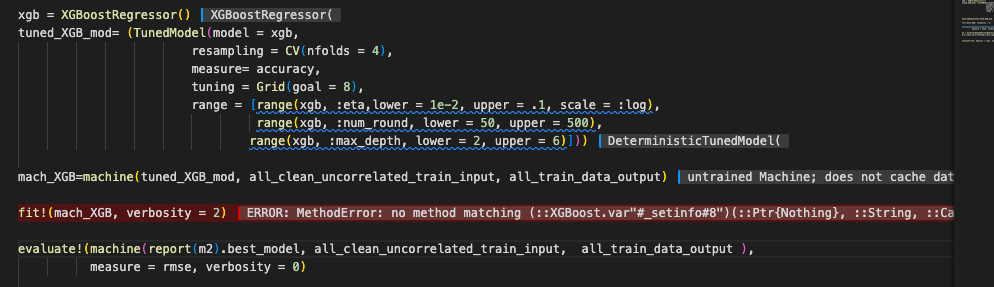 xgb = XGBoostRegressor() XGBoostRegressor(
tuned_XGB_mod= (TunedModel(model = xgb,
resampling = CV(nfolds = 4),
measure= accuracy,
tuning = Grid(goal = 8),
range = [range(xgb, :eta,lower = 1e-2, upper = .1, scale = :log),
range(xgb, :num_round, lower = 50, upper = 500),
range(xgb, :max_depth, lower = 2, upper = 6)])) DeterministicTunedModel(
mach_XGB=machine(tuned_XGB_mod, all_clean_uncorrelated_train_input, all_train_data_output) untrained Machine; does not cache dat
fit!(mach_XGB, verbosity = 2) ERROR: MethodError: no method matching (::XGBoost.var"#_setinfo#8")(::Ptr{Nothing}, ::String, ::Ca
evaluate!(machine(report(m2).best_model, all_clean_uncorrelated_train_input, all_train_data_output ),
measure = rmse, verbosity = 0)